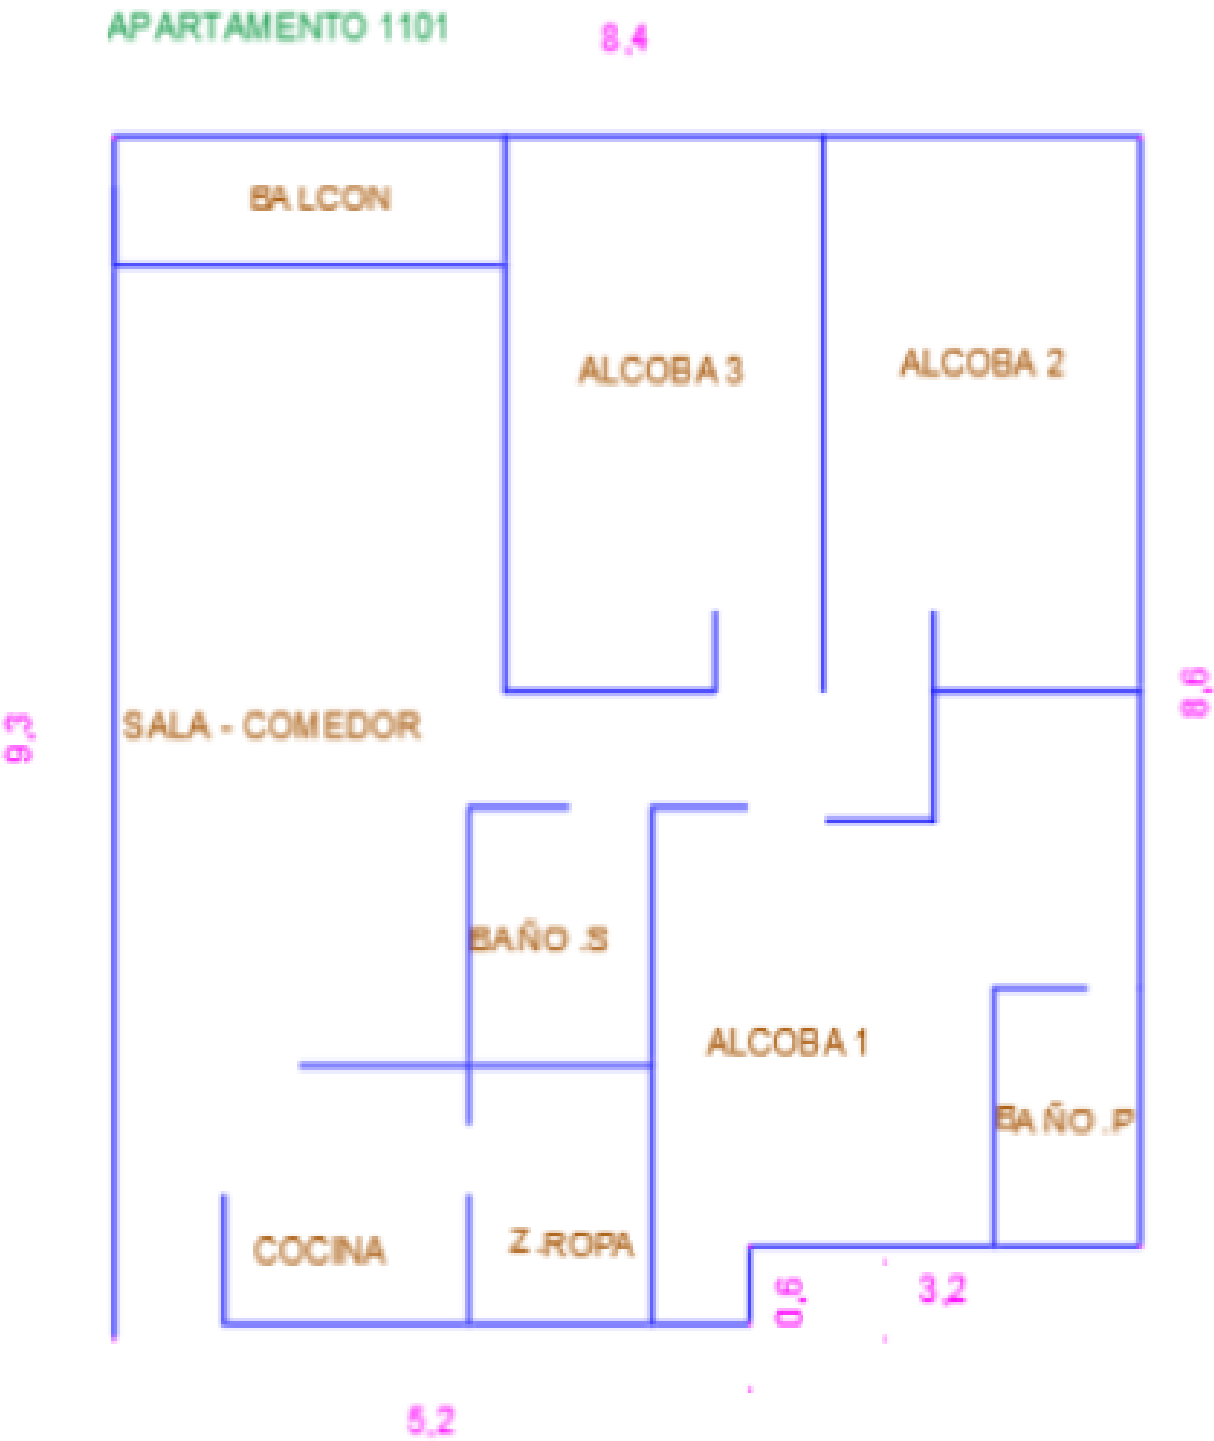 APARTAMENTO 1101
8,4
BALCON
ALCOBA 3
ALCOBA 2
9,3
SALA - COMEDOR
8,6
BAÑO .S
ALCOBA 1
BAÑO .P
COCINA
Z .ROPA
0,6
3,2
5,2